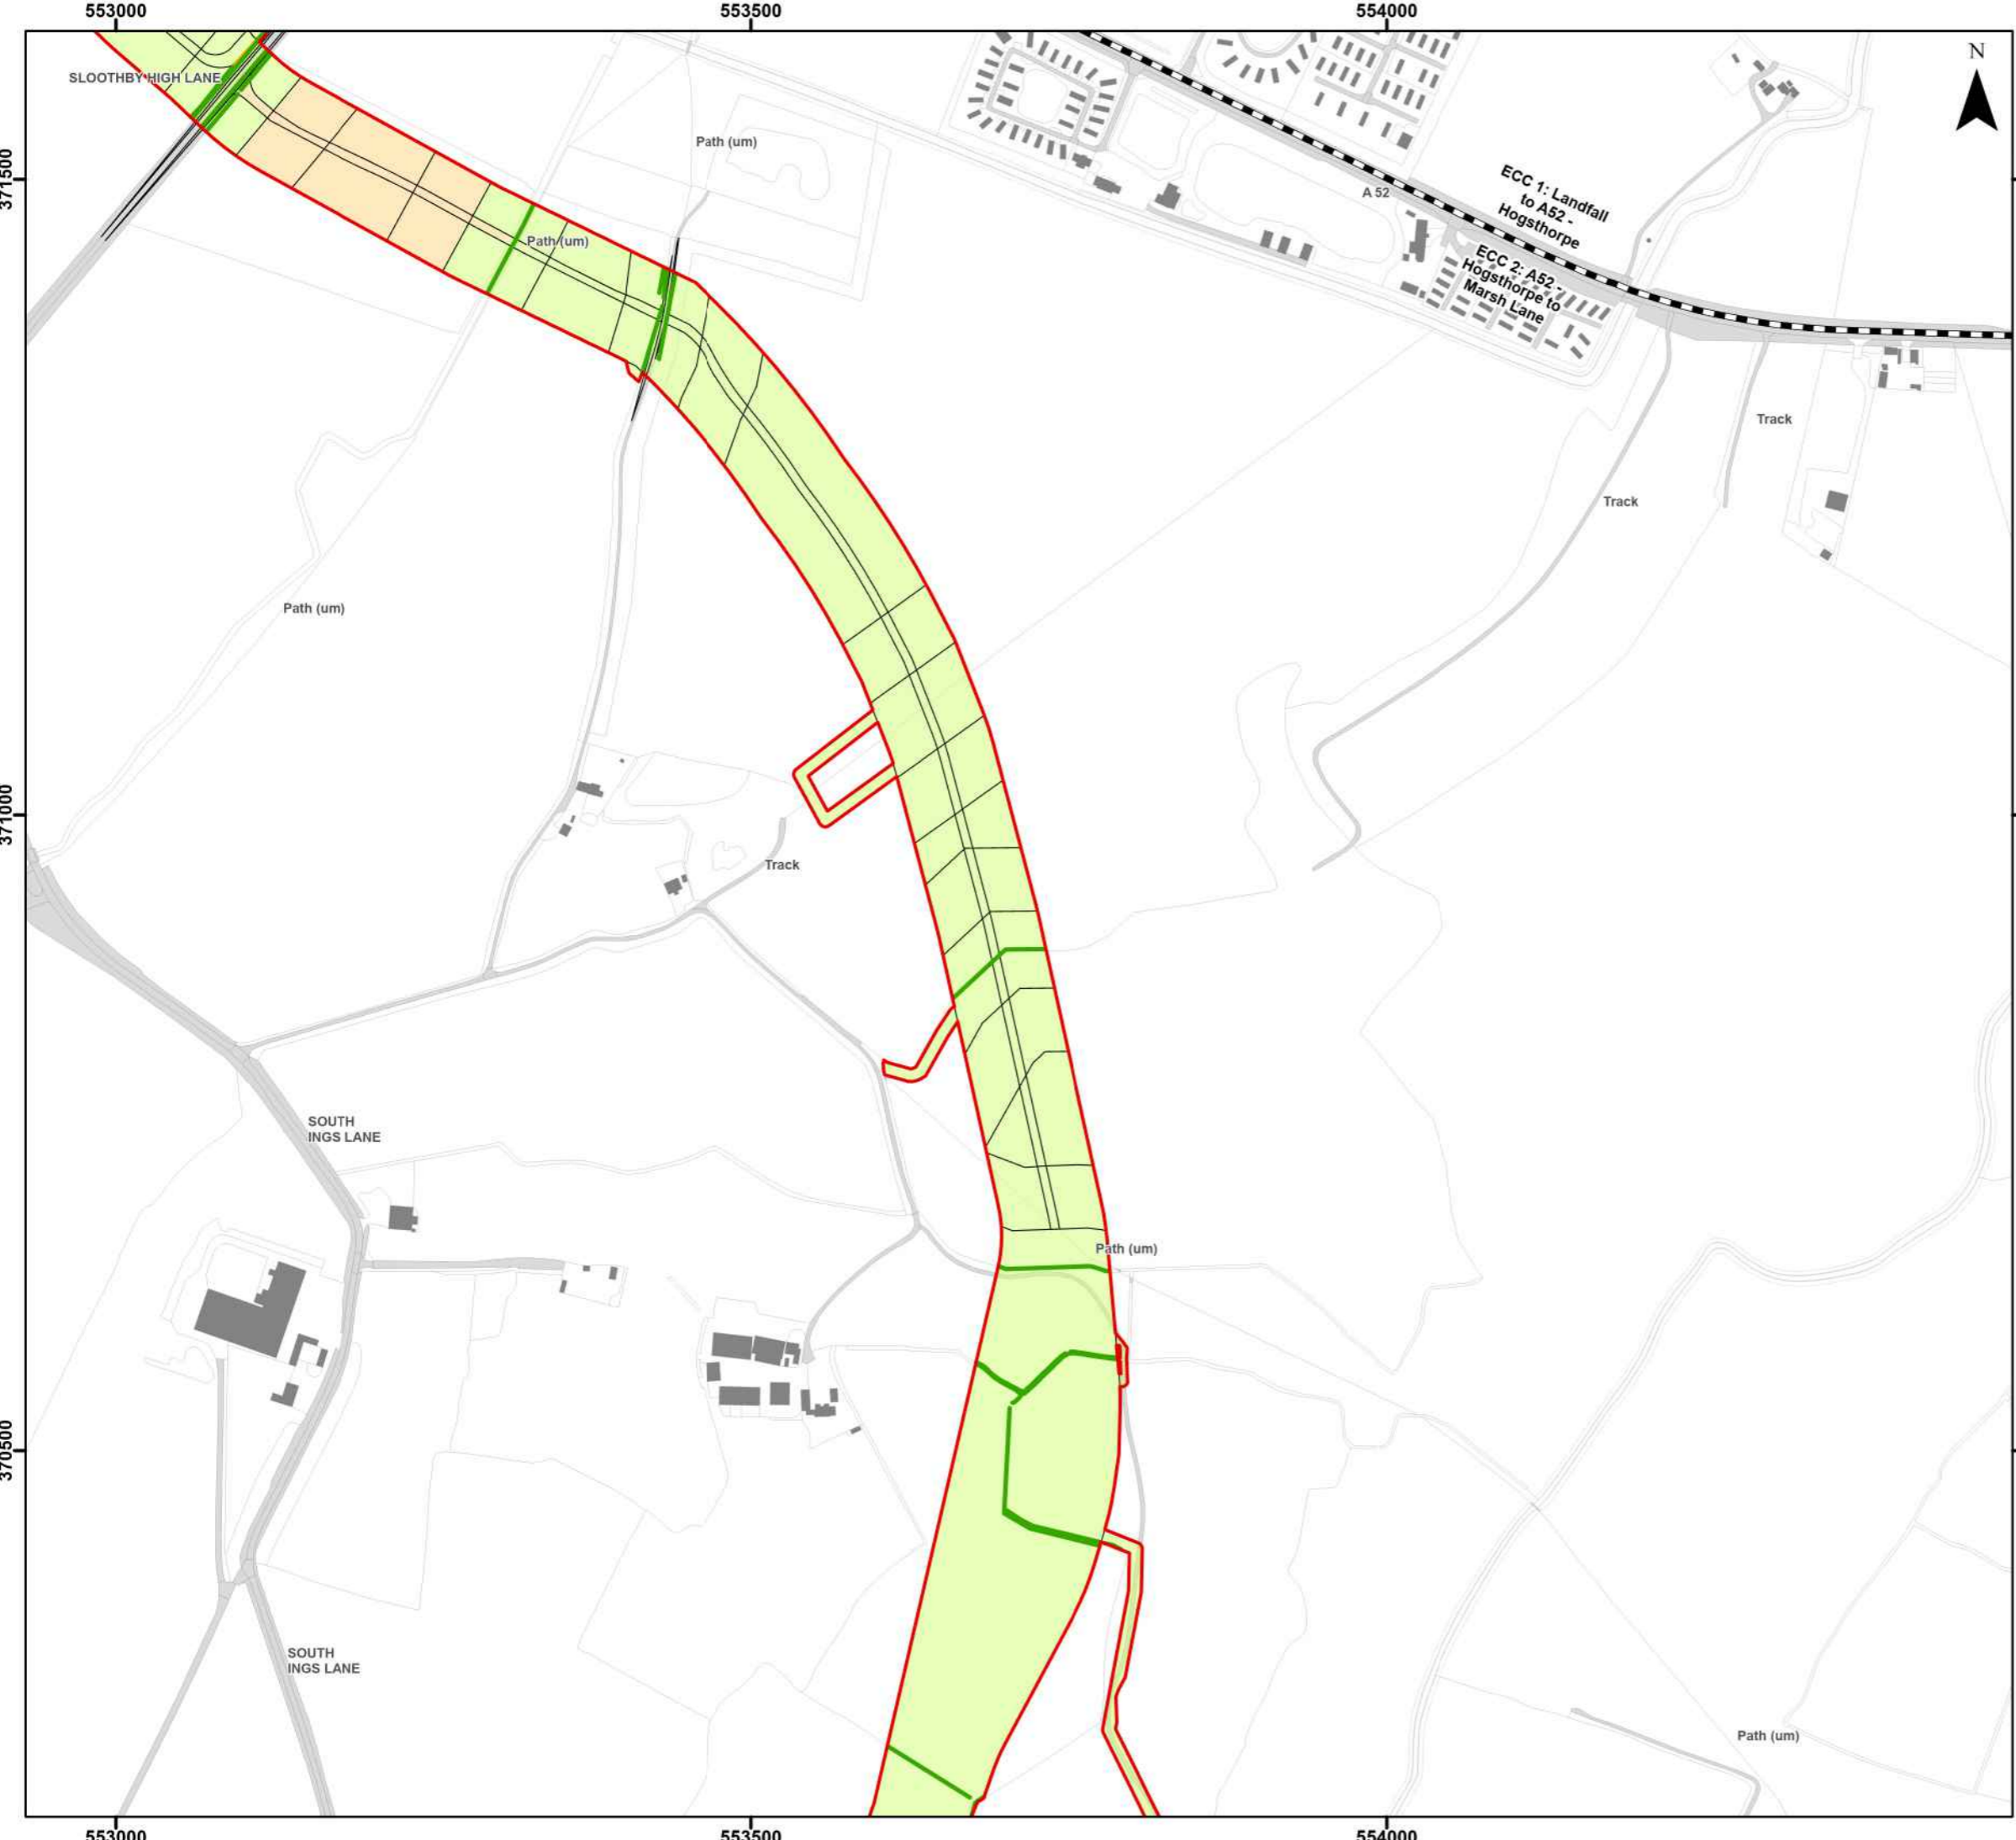 553000
553500
554000
N
SLOOTHBY HIGH LANE
371500
Path (um)
A 52
ECC 1: Landfall
to A52 -
Hogsthorpe
Path (um)
ECC 2: A52 -
Hogsthorpe to
Marsh Lane
Track
Track
Path (um)
371000
Track
SOUTH
INGS LANE
Path (um)
370500
SOUTH
INGS LANE
Path (um)
553000
553500
554000